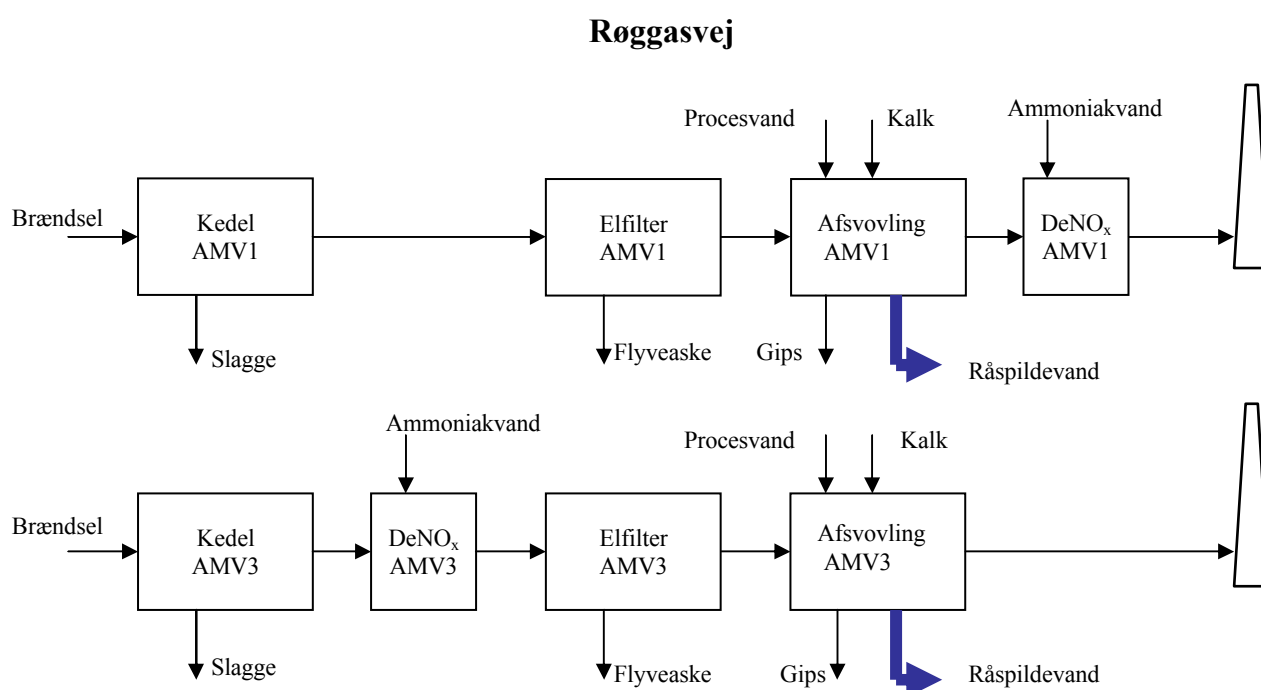 Røggasvej
Procesvand
Kalk
Ammoniakvand
Brændsel
Kedel
AMV1
Elfilter
AMV1
Afsvovling
AMV1
DeNOx
AMV1
Slagge
Flyveaske
Gips
Råspildevand
Ammoniakvand
Procesvand
Kalk
Brændsel
Kedel
AMV3
DeNOx
AMV3
Elfilter
AMV3
Afsvovling
AMV3
Slagge
Flyveaske
Gips
Råspildevand